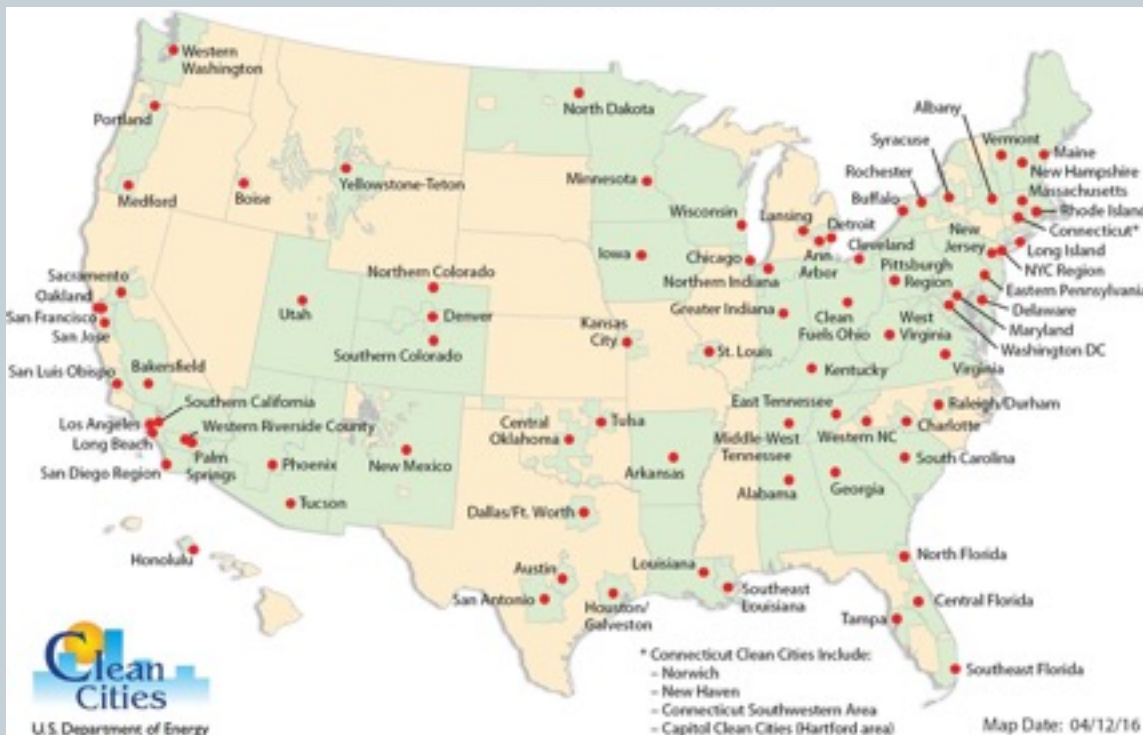 Western
Washington
Portland
Medford
Boise
Yellowstone-Teton
North Dakota
Minnesota
Wisconsin
Iowa
Chicago
Lansing
Detroit
Ann
Arbor
Northern Indiana
Greater Indiana
Cleveland
Clean
Fuels Ohio
Pittsburgh
Region
Albany
Syracuse
Rochester
Buffalo
Vermont
Maine
New Hampshire
Massachusetts
Rhode Island
Connecticut*
Long Island
New
Jersey
NYC Region
Eastern Pennsylvania
Delaware
Maryland
Washington DC
West
Virginia
Virginia
Kentucky
Sacramento
Oakland
San Francisco
San Jose
San Luis Obispo
Bakersfield
Southern California
Los Angeles
Long Beach
Western Riverside County
Palm
Springs
San Diego Region
Utah
Northern Colorado
Denver
Southern Colorado
Phoenix
Tucson
New Mexico
Kansas
City
St. Louis
Central
Oklahoma
Tulsa
Arkansas
East Tennessee
Middle-West
Tennessee
Western NC
Raleigh/Durham
Charlotte
South Carolina
Georgia
Alabama
Dallas/Ft. Worth
Austin
San Antonio
Houston/
Galveston
Louisiana
Southeast
Louisiana
North Florida
Central Florida
Tampa
Southeast Florida
Honolulu
Clean
Cities
U.S. Department of Energy
* Connecticut Clean Cities Include:
– Norwich
– New Haven
– Connecticut Southwestern Area
– Capitol Clean Cities (Hartford area)
Map Date: 04/12/16